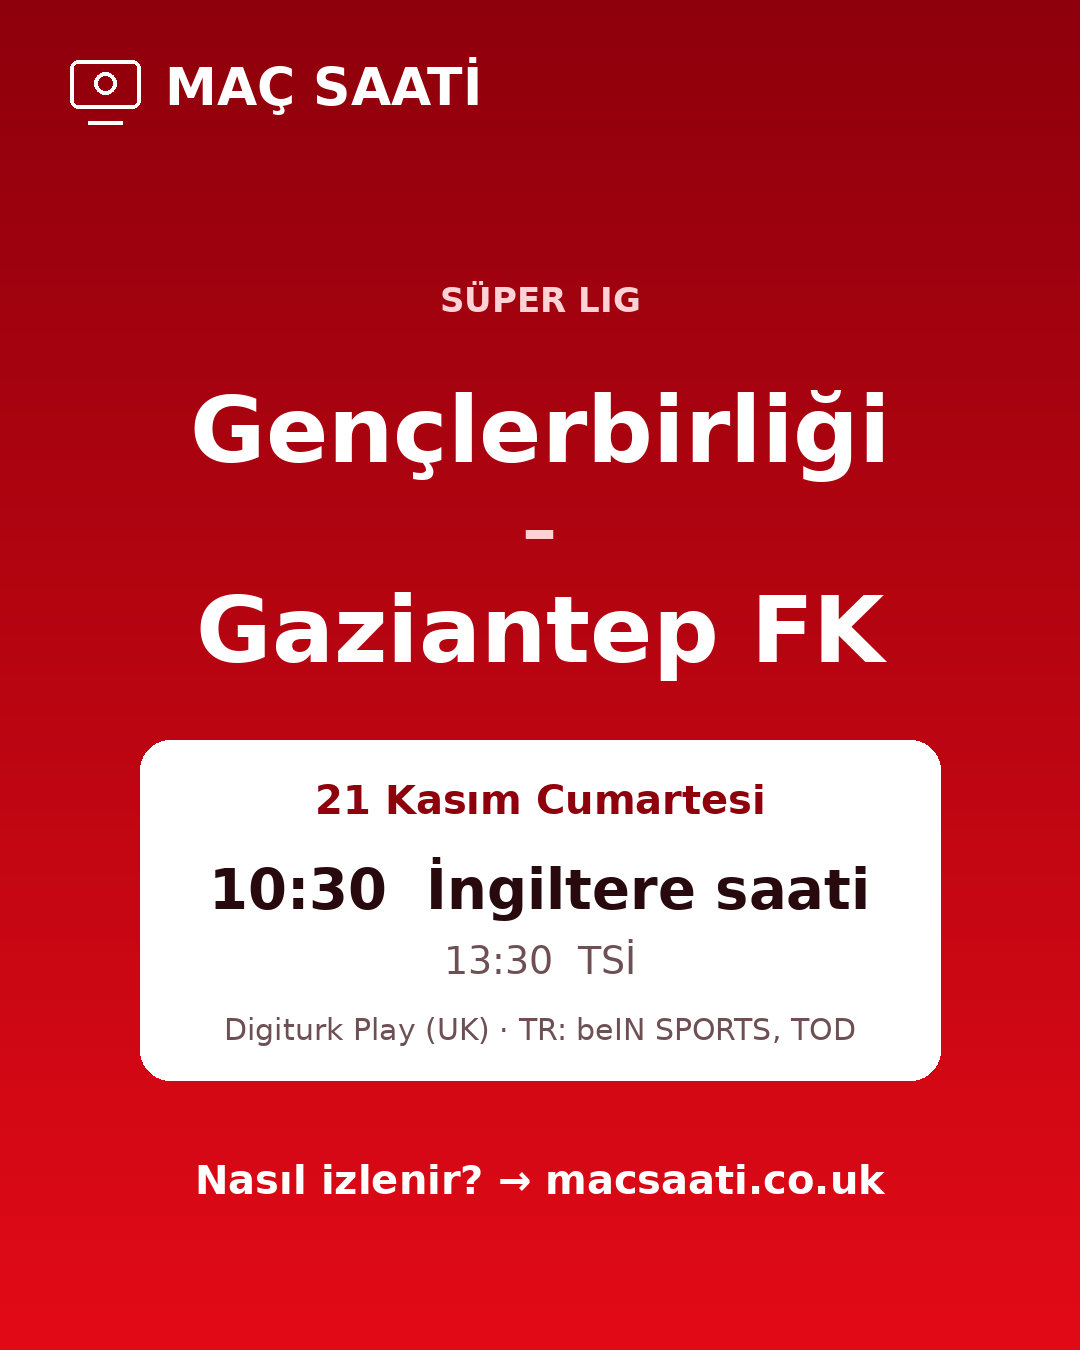 MAÇ SAATİ
SÜPER LIG
Gençlerbirliği
–
Gaziantep FK
21 Kasım Cumartesi
10:30 İngiltere saati
13:30 TSİ
Digiturk Play (UK) · TR: beIN SPORTS, TOD
Nasıl izlenir? → macsaati.co.uk